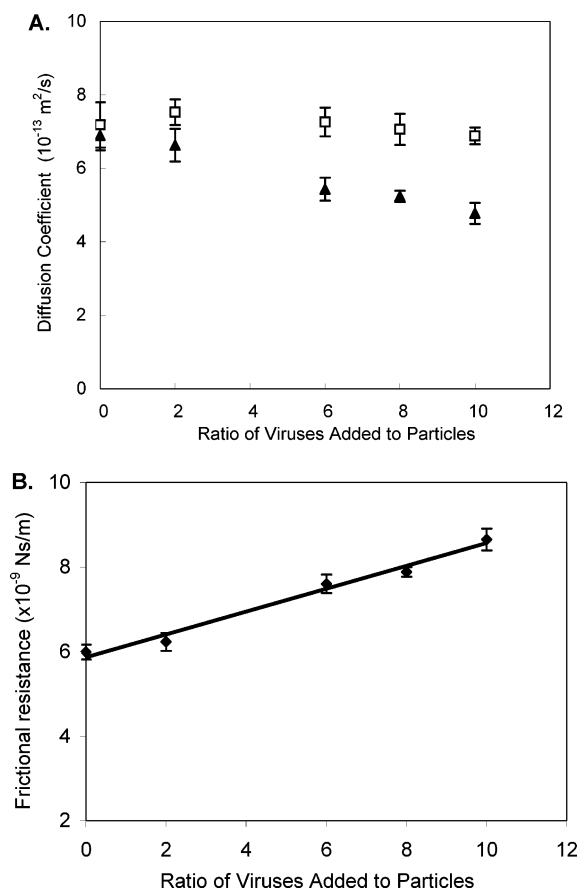 A.
Diffusion Coefficient (10⁻¹³ m²/s)
10
8
6
4
2
0
0 2 4 6 8 10 12
Ratio of Viruses Added to Particles
B.
Frictional resistance (x10⁻⁹ Ns/m)
10
8
6
4
2
0 2 4 6 8 10 12
Ratio of Viruses Added to Particles